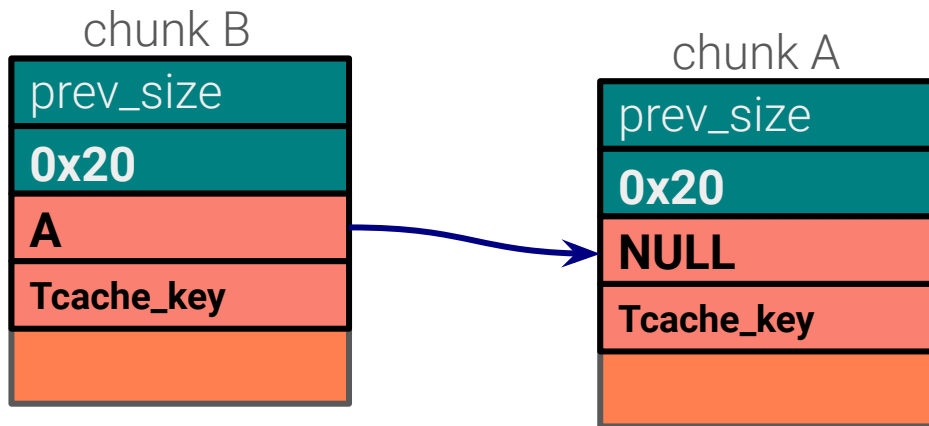 chunk B
prev_size
0x20
A
Tcache_key
chunk A
prev_size
0x20
NULL
Tcache_key